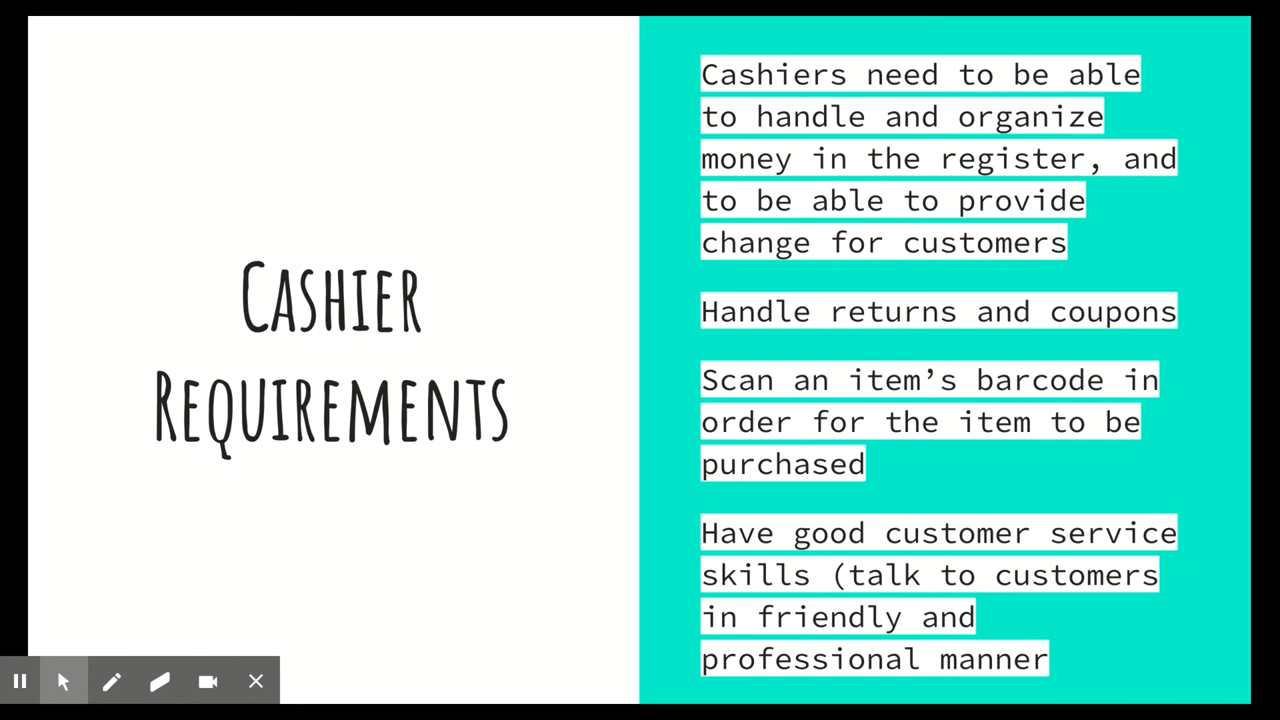 Cashier
Requirements
Cashiers need to be able
to handle and organize
money in the register, and
to be able to provide
change for customers
Handle returns and coupons
Scan an item’s barcode in
order for the item to be
purchased
Have good customer service
skills (talk to customers
in friendly and
professional manner